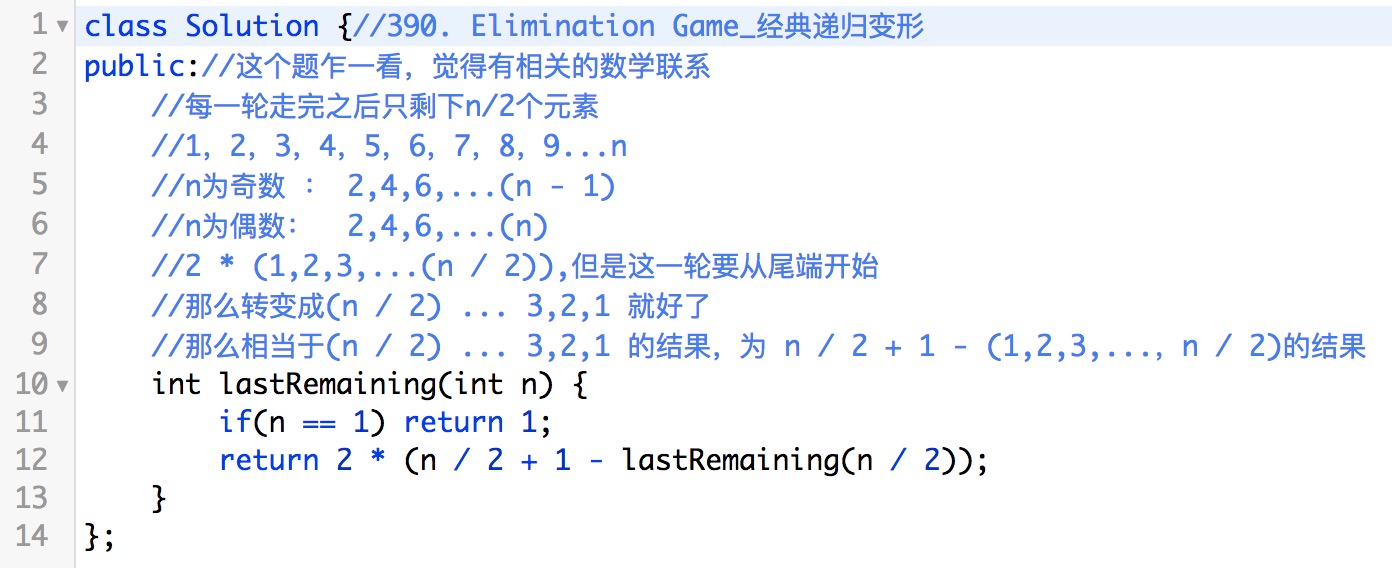 1 class Solution {//390. Elimination Game_经典递归变形
2 public://这个题乍一看，觉得有相关的数学联系
3 //每一轮走完之后只剩下n/2个元素
4 //1, 2, 3, 4, 5, 6, 7, 8, 9...n
5 //n为奇数 ： 2,4,6,...(n - 1)
6 //n为偶数： 2,4,6,...(n)
7 //2 * (1,2,3,...(n / 2)),但是这一轮要从尾端开始
8 //那么转变成(n / 2) ... 3,2,1 就好了
9 //那么相当于(n / 2) ... 3,2,1 的结果，为 n / 2 + 1 - (1,2,3,..., n / 2)的结果
10 int lastRemaining(int n) {
11 if(n == 1) return 1;
12 return 2 * (n / 2 + 1 - lastRemaining(n / 2));
13 }
14 };